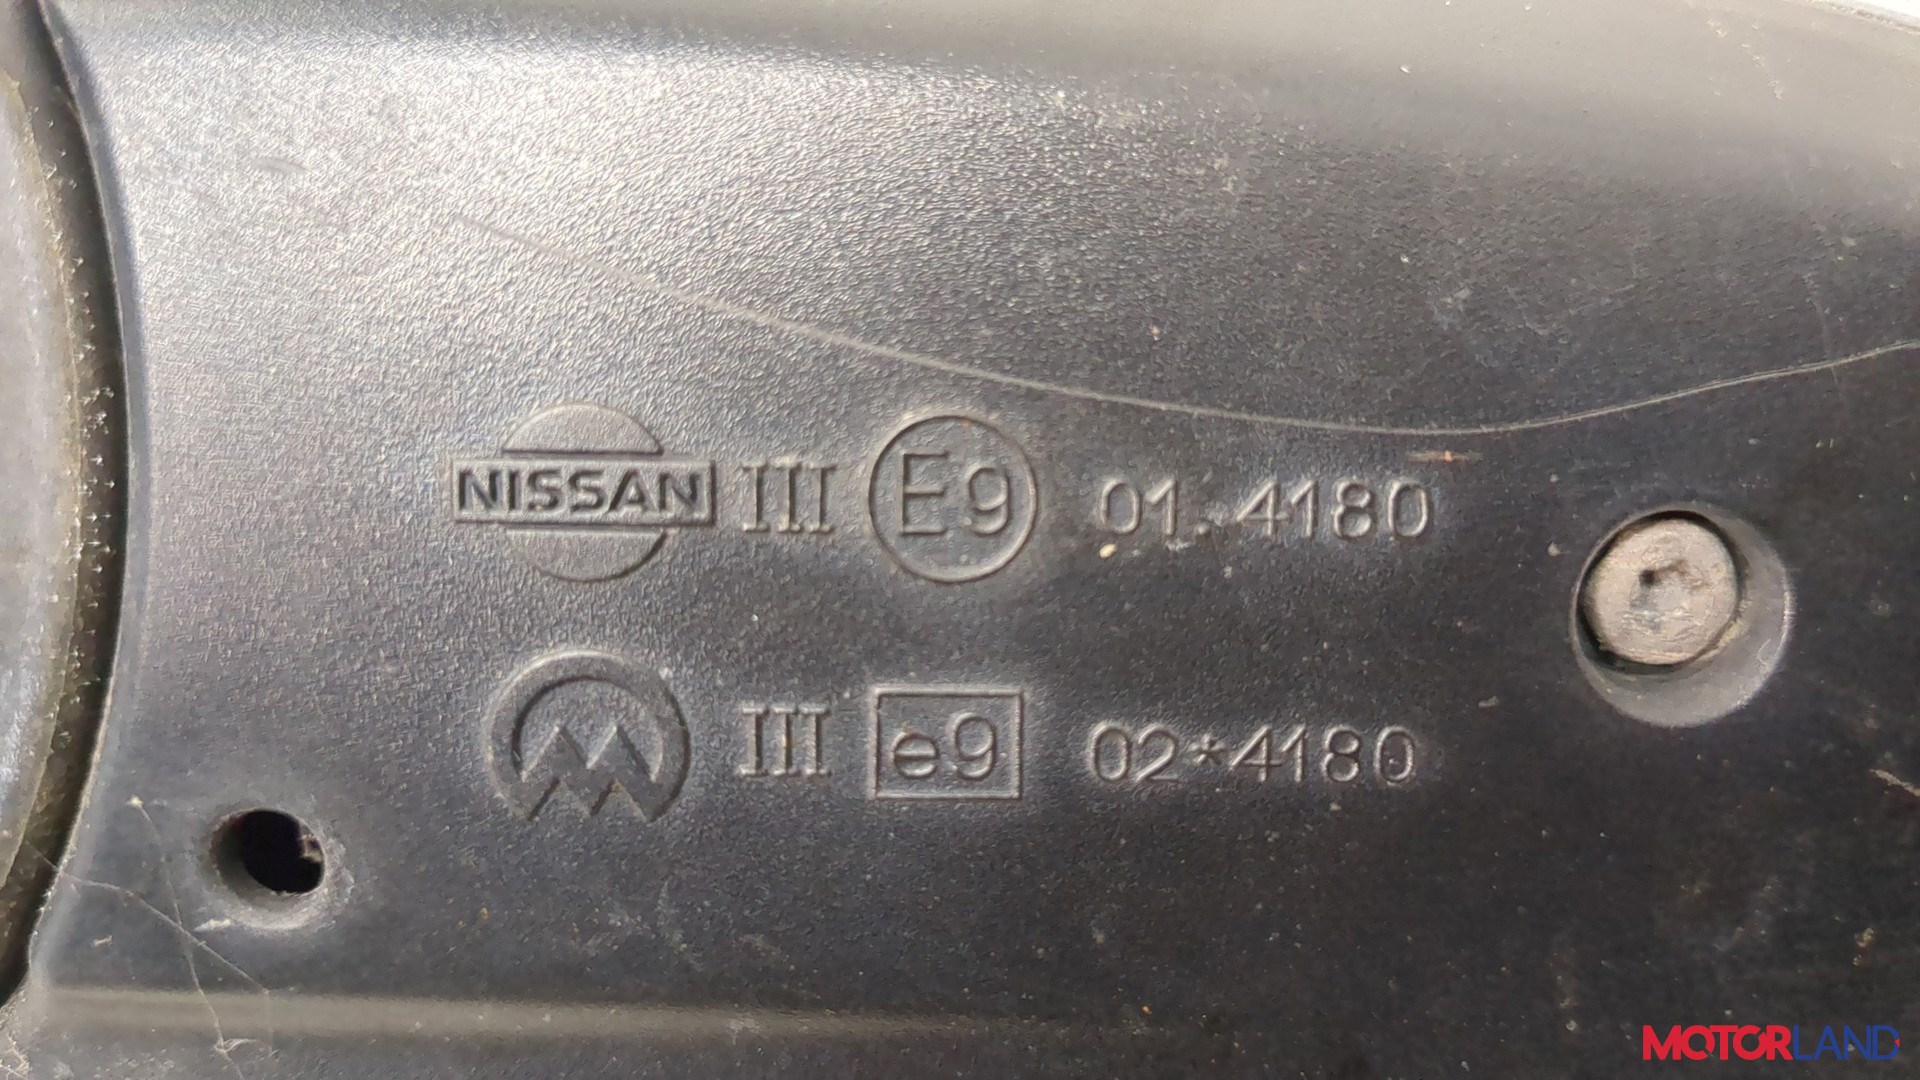 NISSAN III E9 01.4180
III e9 02*4180
MOTORLAND